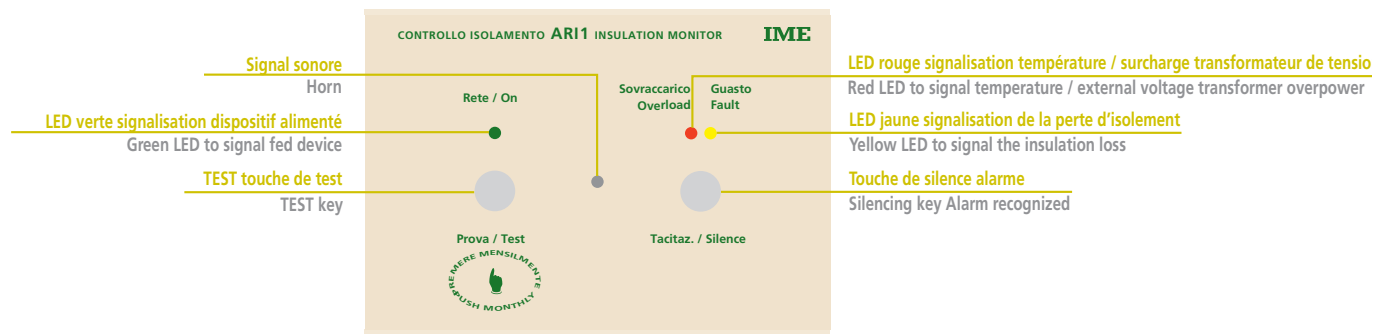 CONTROLLO ISOLAMENTO ARI1 INSULATION MONITOR IME
Signal sonore
Horn
LED verte signalisation dispositif alimenté
Green LED to signal fed device
TEST touche de test
TEST key
Rete / On
Sovraccarico
Overload
Guasto
Fault
Prova / Test
PREMERE MENSILMENTE
PUSH MONTHLY
Tacitaz. / Silence
LED rouge signalisation température / surcharge transformateur de tensio
Red LED to signal temperature / external voltage transformer overpower
LED jaune signalisation de la perte d'isolement
Yellow LED to signal the insulation loss
Touche de silence alarme
Silencing key Alarm recognized